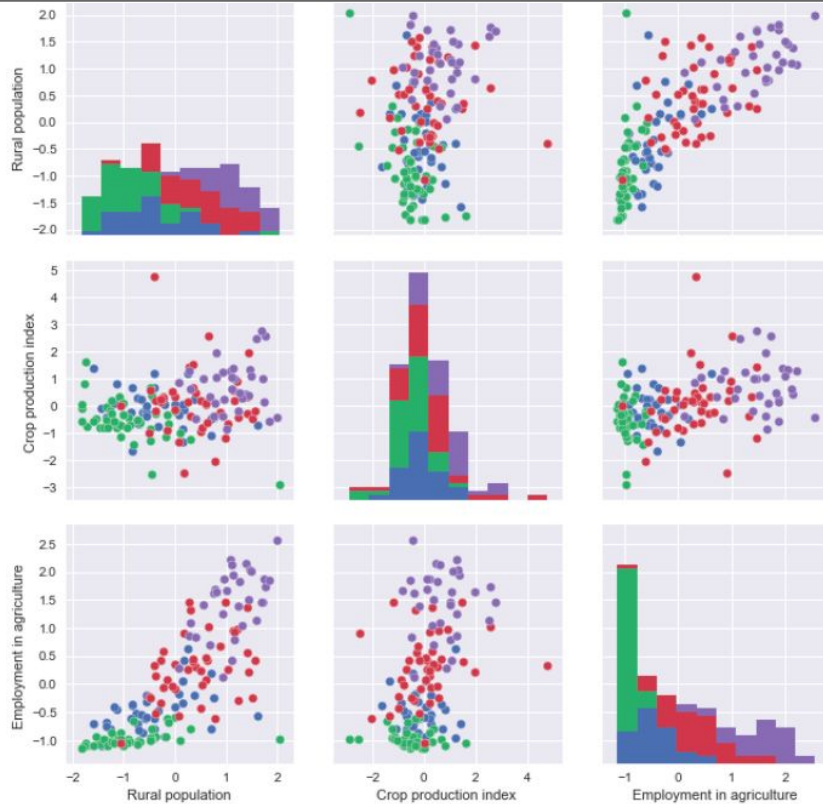 2.0
1.5
1.0
0.5
0.0
−0.5
−1.0
−1.5
−2.0
Rural population
5
4
3
2
1
0
−1
−2
−3
Crop production index
2.5
2.0
1.5
1.0
0.5
0.0
−0.5
−1.0
Employment in agriculture
−2 −1 0 1 2
Rural population
−2 0 2 4
Crop production index
−1 0 1 2
Employment in agriculture